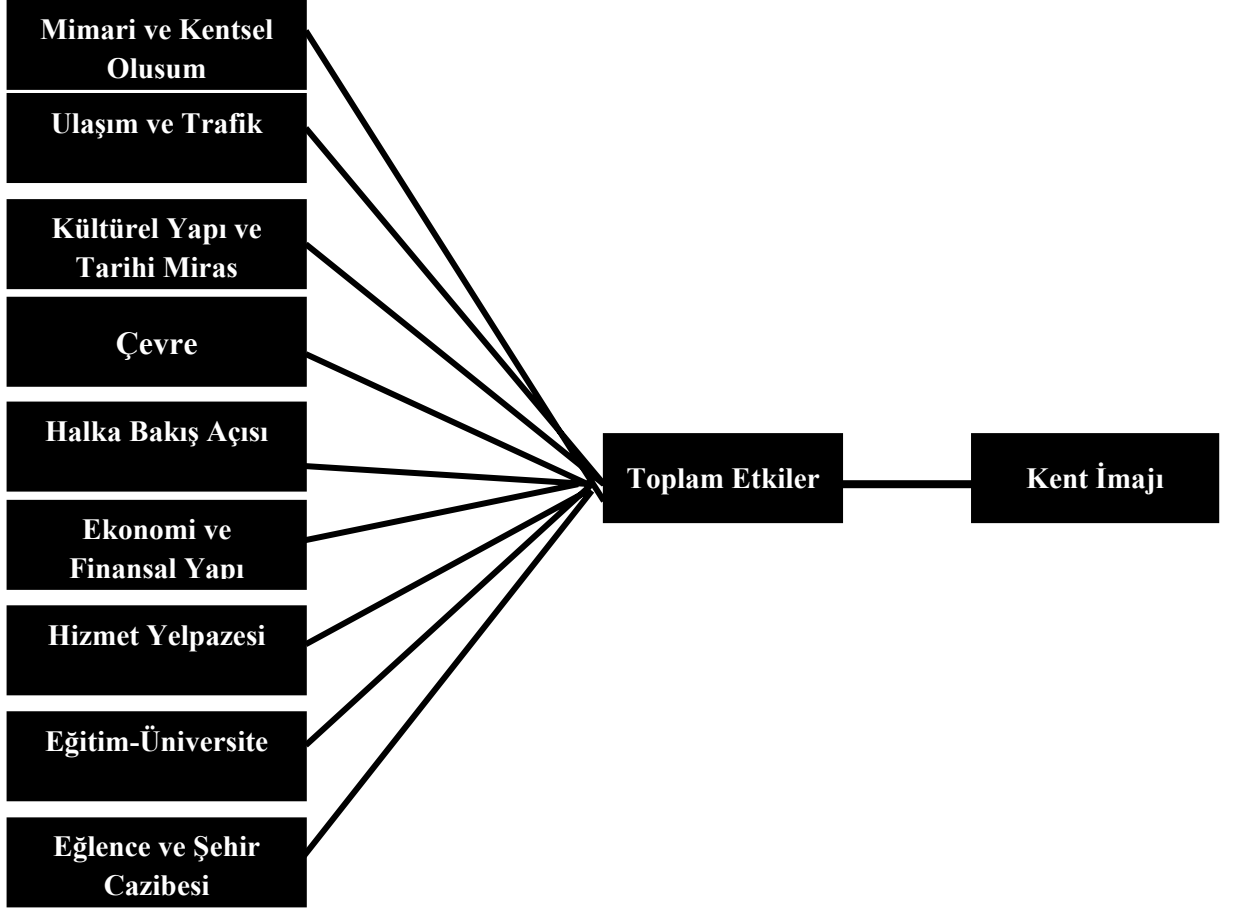 Mimari ve Kentsel
Olusum
Ulaşım ve Trafik
Kültürel Yapı ve
Tarihi Miras
Çevre
Halka Bakış Açısı
Ekonomi ve
Finansal Yapı
Hizmet Yelpazesi
Eğitim-Üniversite
Eğlence ve Şehir
Cazibesi
Toplam Etkiler
Kent İmajı